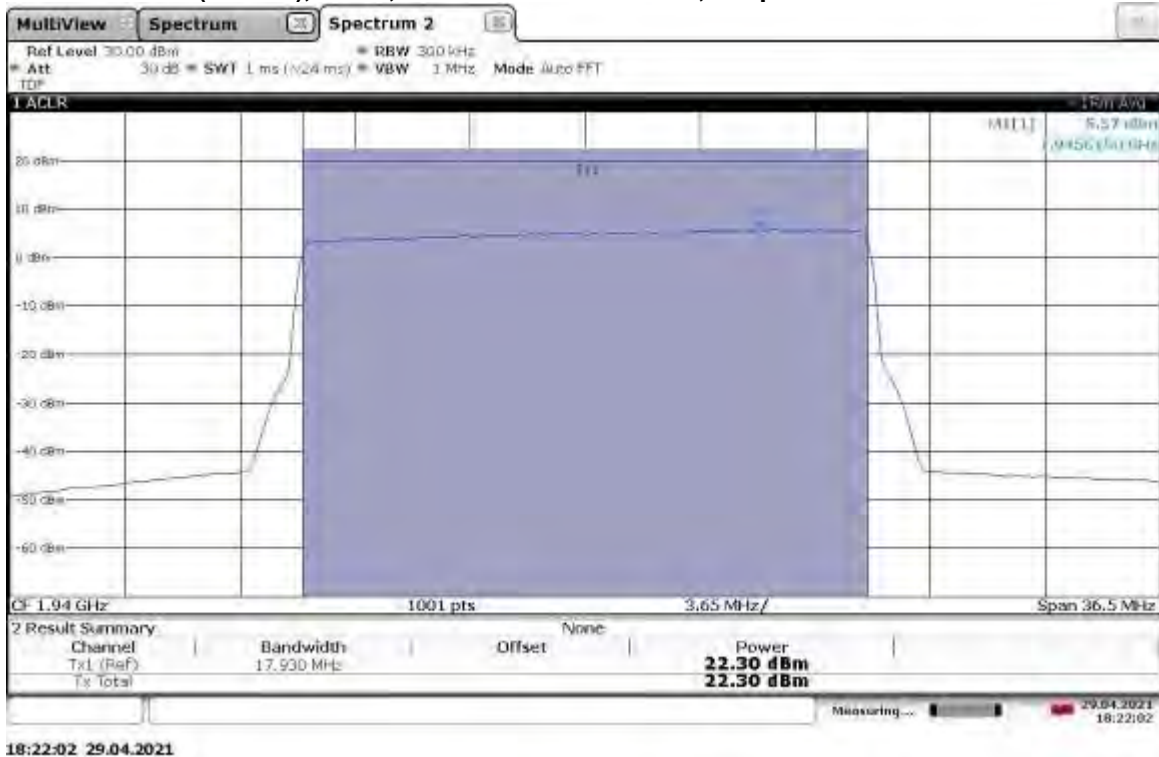 MultiView Spectrum Spectrum 2
Ref Level 30.00 dBm RBW 300 kHz
Att 30 dB SWT 1 ms (~24 ms) VBW 1 MHz Mode Auto FFT
TDF
1 ACLR 1Rm Avg
M1[1] 5.57 dBm
GHz
20 dBm
Tx1
10 dBm
0 dBm
-10 dBm
-20 dBm
-30 dBm
-40 dBm
-50 dBm
-60 dBm
CF 1.94 GHz 1001 pts 3.65 MHz/ Span 36.5 MHz
2 Result Summary None
Channel Bandwidth Offset Power
Tx1 (Ref) 17.930 MHz 22.30 dBm
Tx Total 22.30 dBm
Measuring... 29.04.2021
18:22:02
18:22:02 29.04.2021